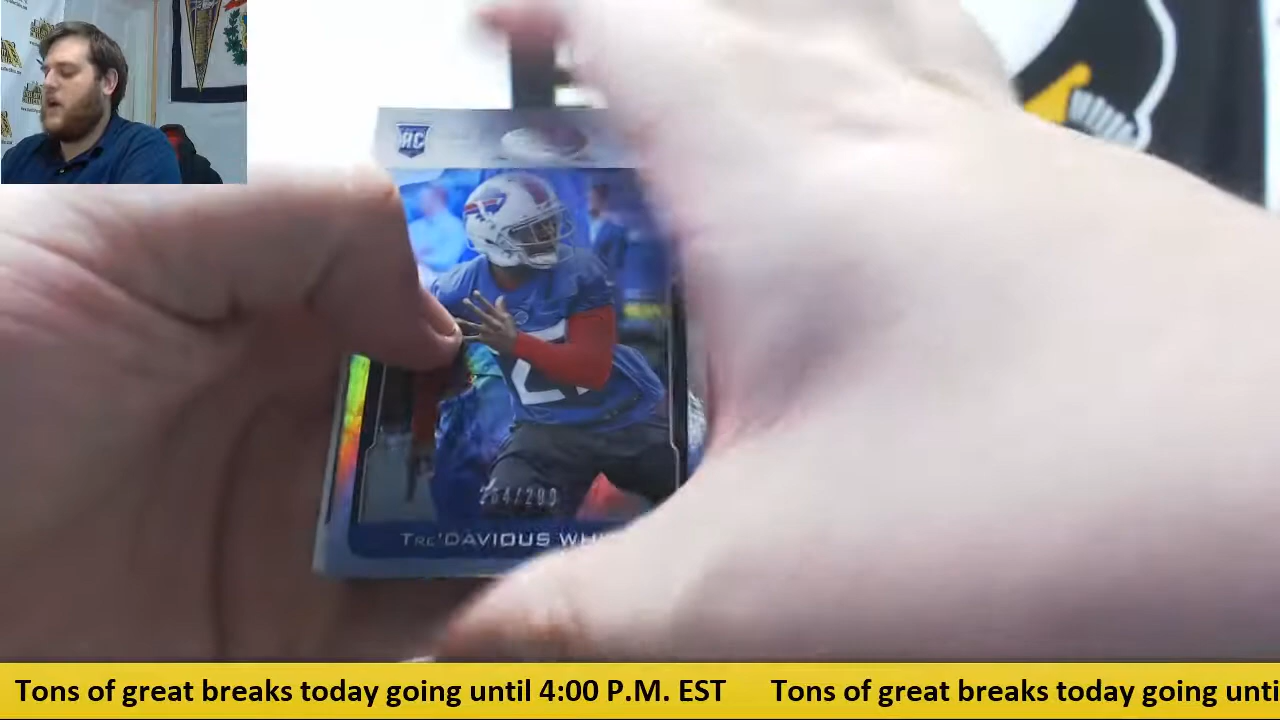 RC
TRE'DAVIOUS
Tons of great breaks today going until 4:00 P.M. EST Tons of great breaks today going